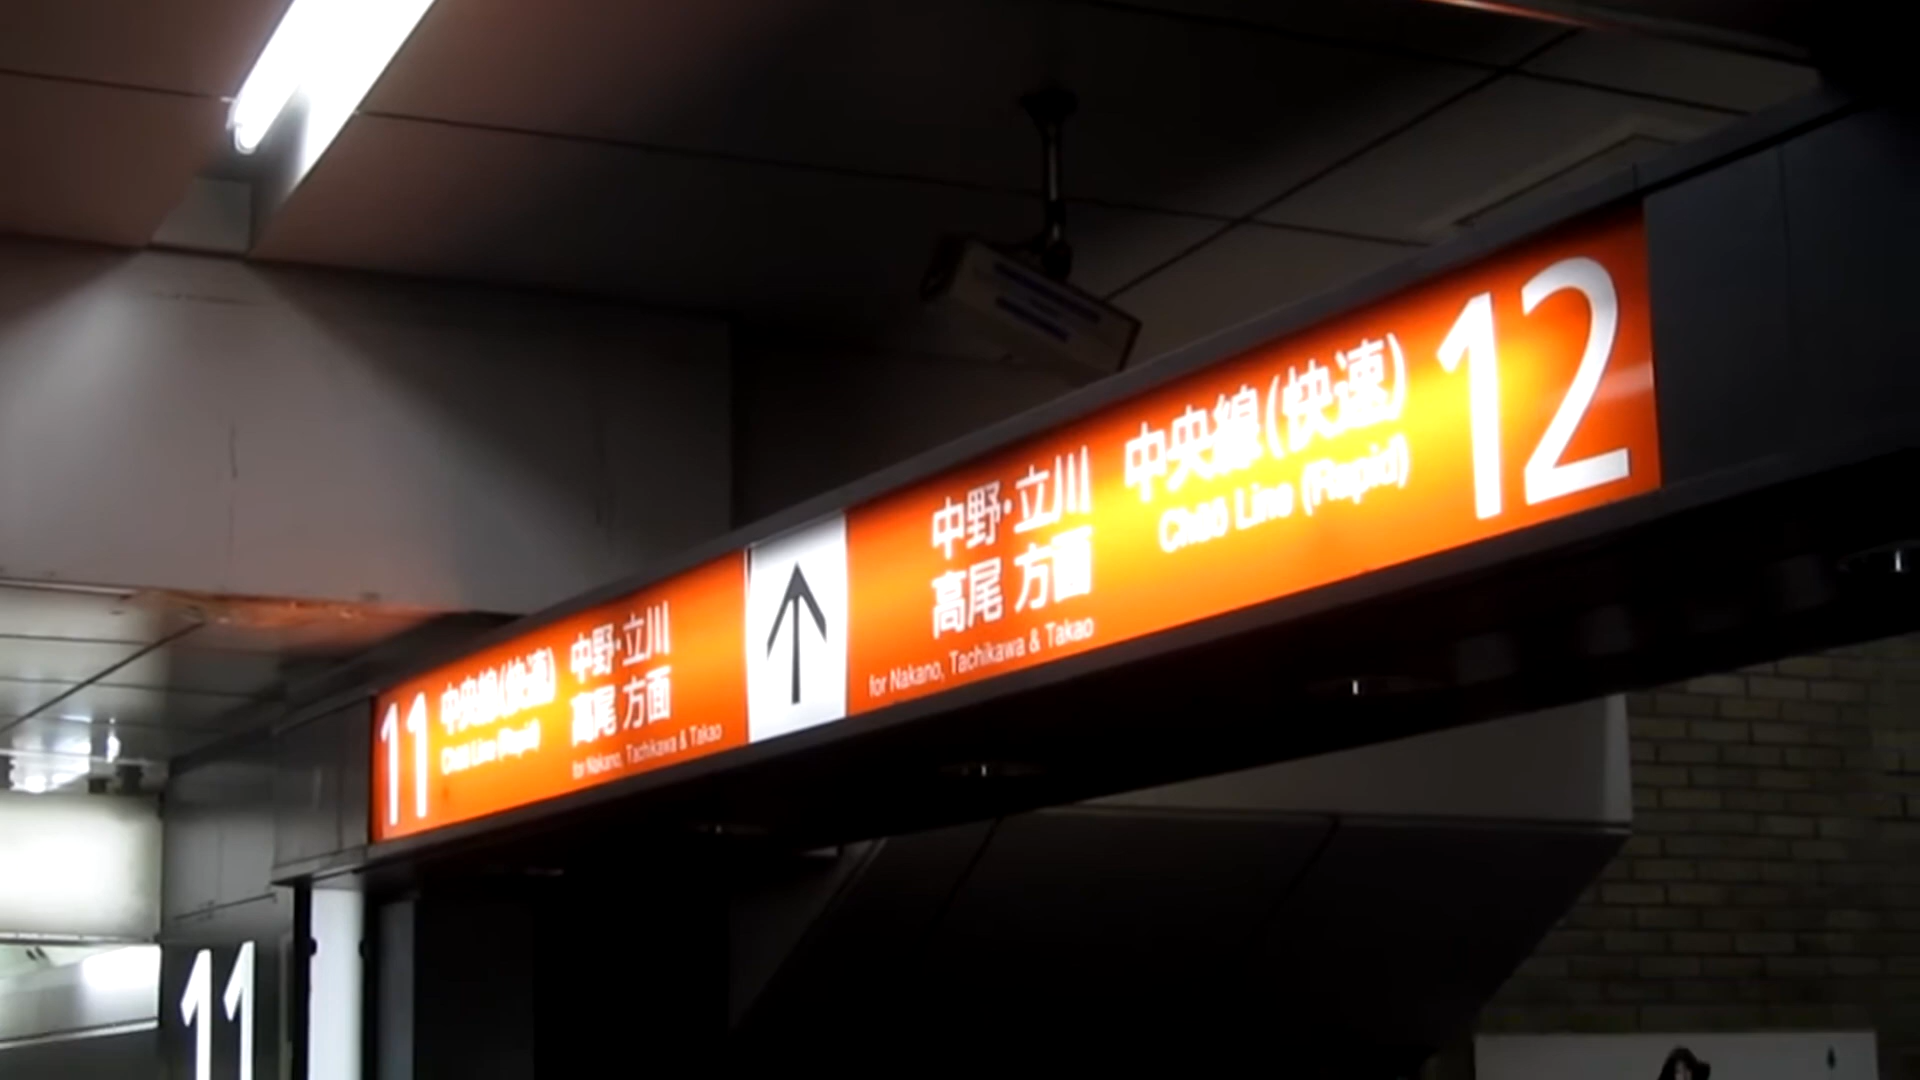 11
中央線(快速)
Chūō Line (Rapid)
中野・立川
高尾 方面
for Nakano, Tachikawa & Takao
中野・立川
高尾 方面
for Nakano, Tachikawa & Takao
中央線(快速)
Chūō Line (Rapid)
12
11